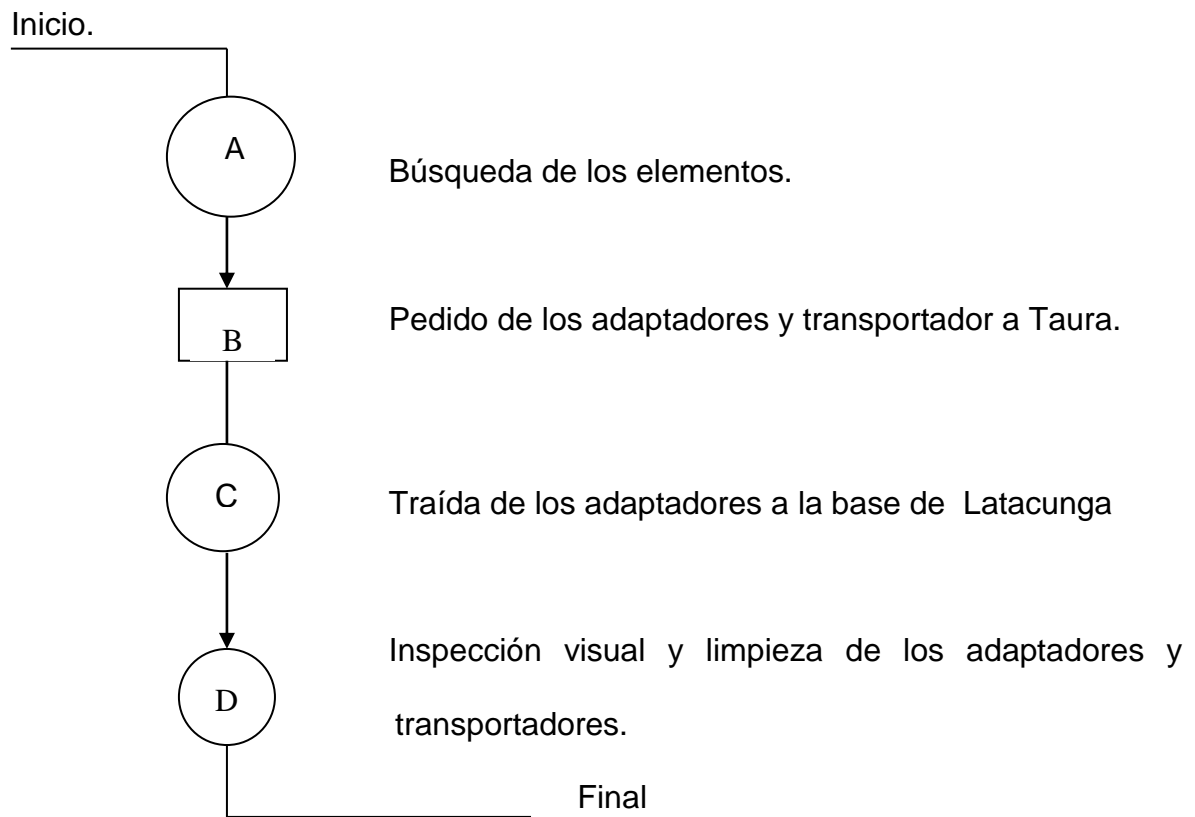 Inicio.
A
Búsqueda de los elementos.
B
Pedido de los adaptadores y transportador a Taura.
C
Traída de los adaptadores a la base de Latacunga
D
Inspección visual y limpieza de los adaptadores y
transportadores.
Final